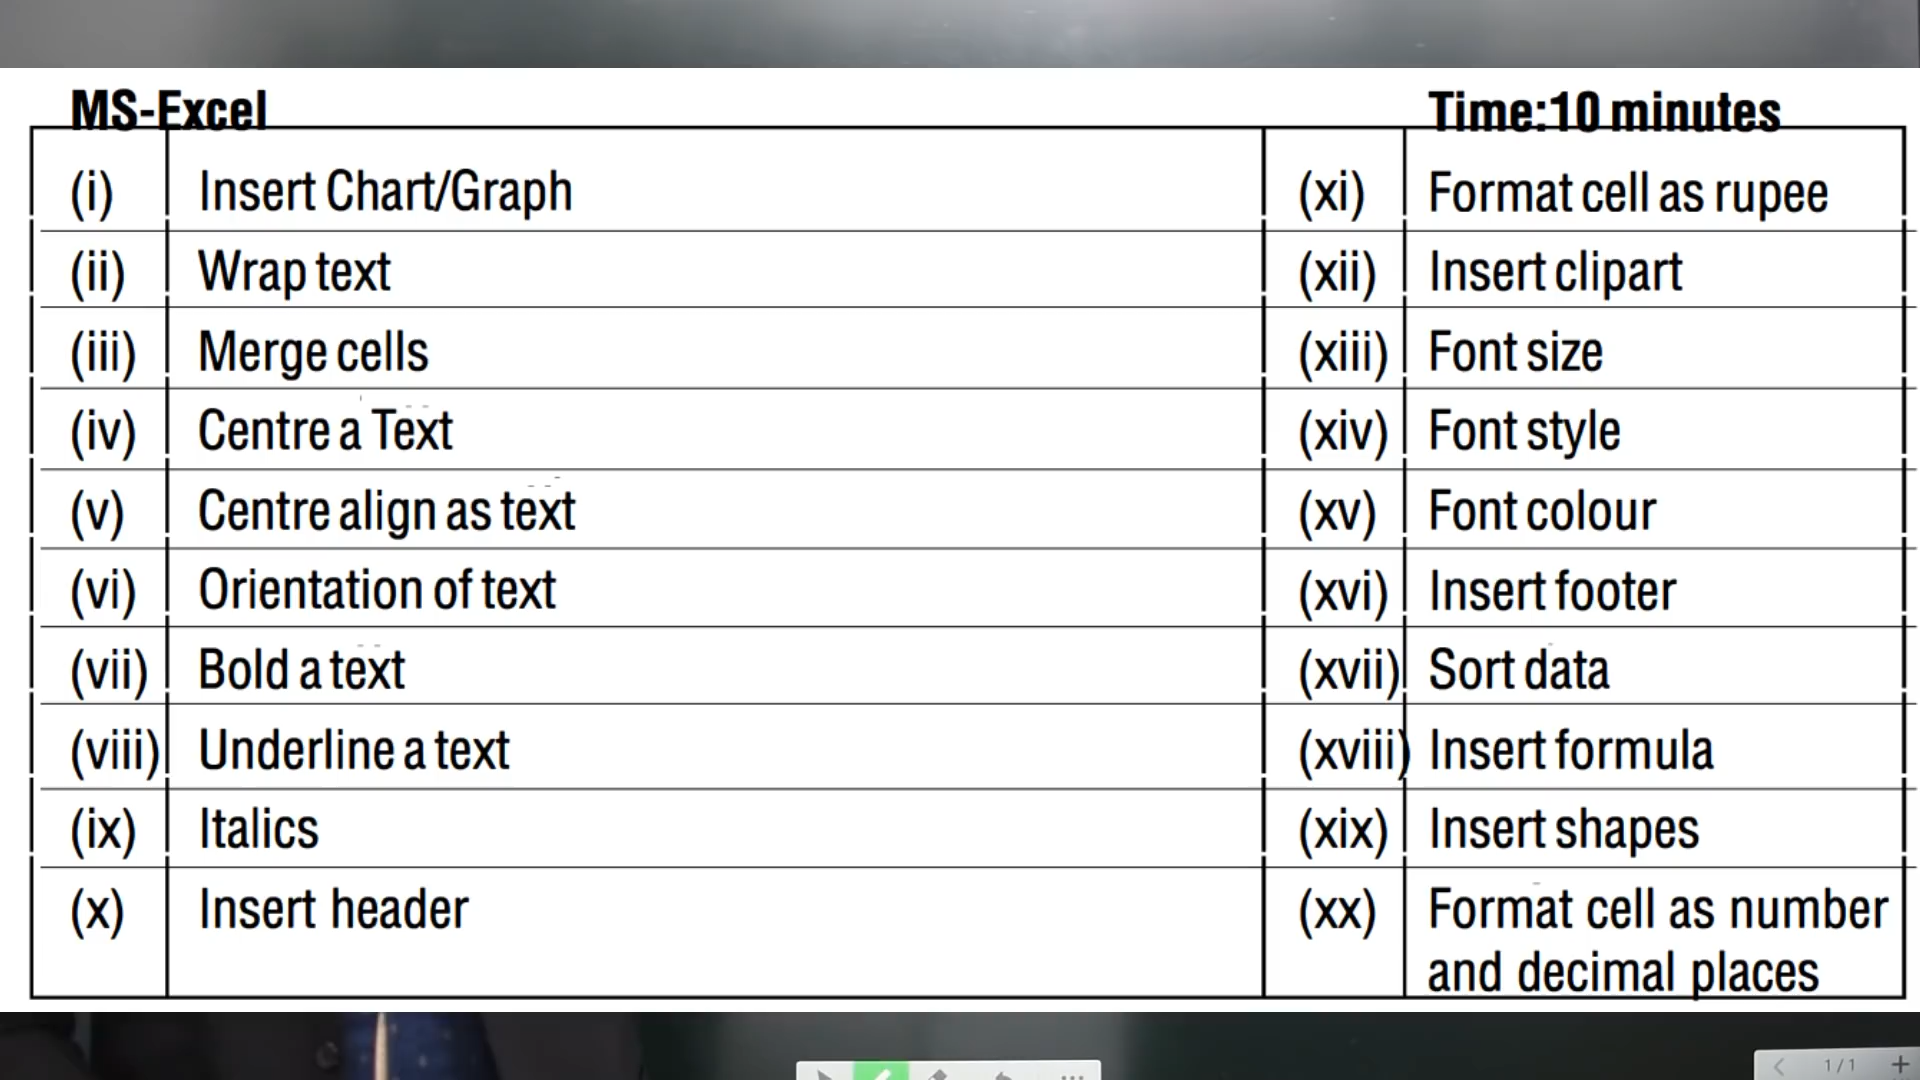 MS-Excel Time:10 minutes
(i) Insert Chart/Graph (xi) Format cell as rupee
(ii) Wrap text (xii) Insert clipart
(iii) Merge cells (xiii) Font size
(iv) Centre a Text (xiv) Font style
(v) Centre align as text (xv) Font colour
(vi) Orientation of text (xvi) Insert footer
(vii) Bold a text (xvii) Sort data
(viii) Underline a text (xviii) Insert formula
(ix) Italics (xix) Insert shapes
(x) Insert header (xx) Format cell as number
and decimal places
1/1